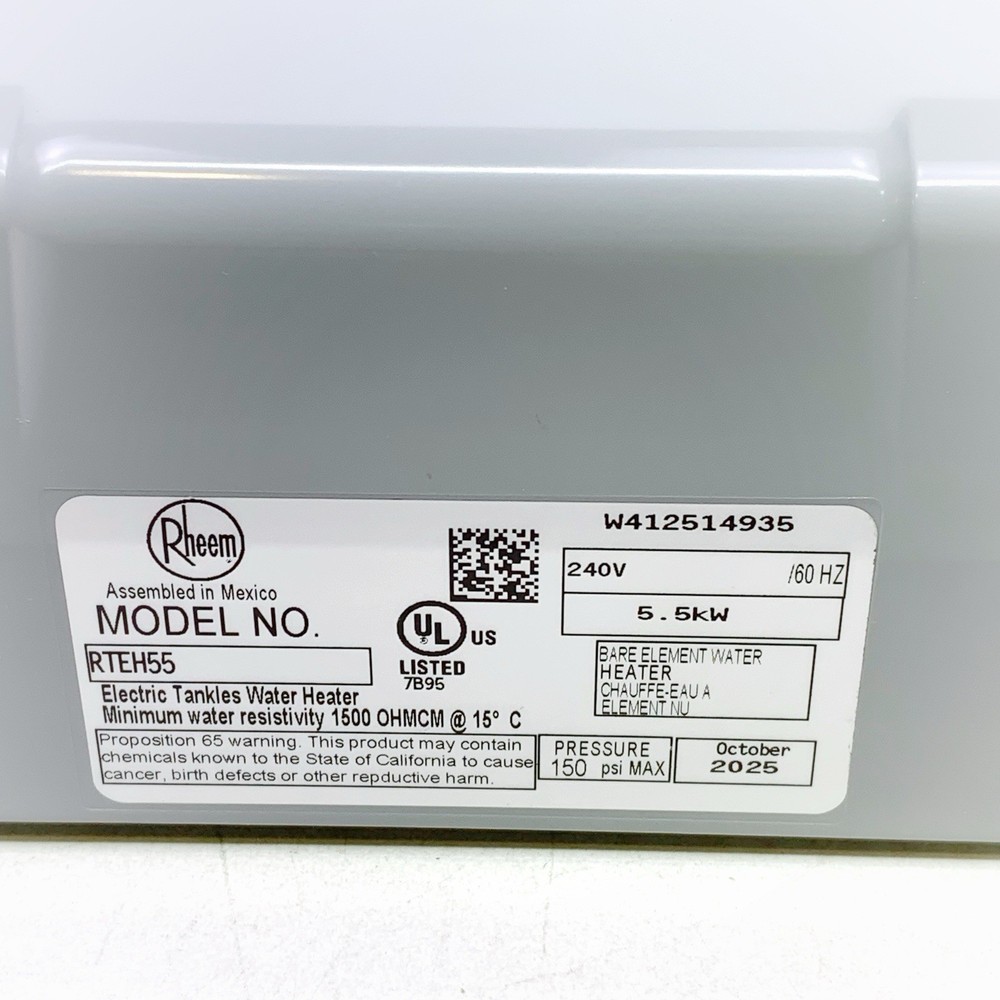 Rheem
Assembled in Mexico
MODEL NO.
RTEH55
Electric Tankles Water Heater
Minimum water resistivity 1500 OHMCM @ 15° C
Proposition 65 warning. This product may contain
chemicals known to the State of California to cause
cancer, birth defects or other repductive harm.
UL US
LISTED
7B95
W412514935
240V /60 HZ
5.5kW
BARE ELEMENT WATER
HEATER
CHAUFFE-EAU A
ELEMENT NU
PRESSURE
150 psi MAX
October
2025